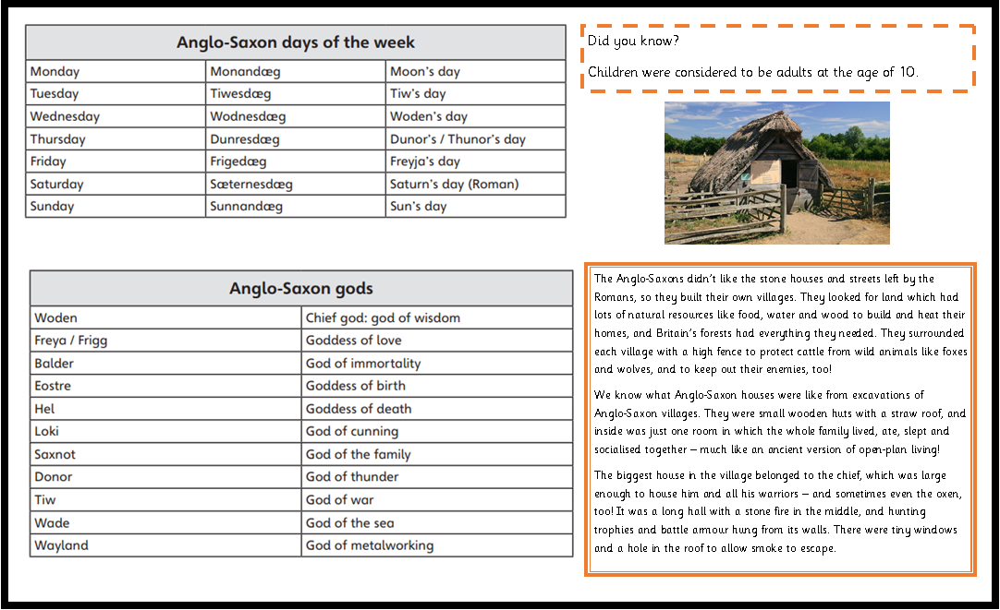 Anglo-Saxon days of the week
Monday Monandæg Moon's day
Tuesday Tiwesdæg Tiw's day
Wednesday Wodnesdæg Woden's day
Thursday Dunresdæg Dunor's / Thunor's day
Friday Frigedæg Freyja's day
Saturday Sæternesdæg Saturn's day (Roman)
Sunday Sunnandæg Sun's day
Anglo-Saxon gods
Woden Chief god: god of wisdom
Freya / Frigg Goddess of love
Balder God of immortality
Eostre Goddess of birth
Hel Goddess of death
Loki God of cunning
Saxnot God of the family
Donor God of thunder
Tiw God of war
Wade God of the sea
Wayland God of metalworking
Did you know?
Children were considered to be adults at the age of 10.
The Anglo-Saxons didn't like the stone houses and streets left by the
Romans, so they built their own villages. They looked for land which had
lots of natural resources like food, water and wood to build and heat their
homes, and Britain's forests had everything they needed. They surrounded
each village with a high fence to protect cattle from wild animals like foxes
and wolves, and to keep out their enemies, too!
We know what Anglo-Saxon houses were like from excavations of
Anglo-Saxon villages. They were small wooden huts with a straw roof, and
inside was just one room in which the whole family lived, ate, slept and
socialised together – much like an ancient version of open-plan living!
The biggest house in the village belonged to the chief, which was large
enough to house him and all his warriors – and sometimes even the oxen,
too! It was a long hall with a stone fire in the middle, and hunting
trophies and battle armour hung from its walls. There were tiny windows
and a hole in the roof to allow smoke to escape.